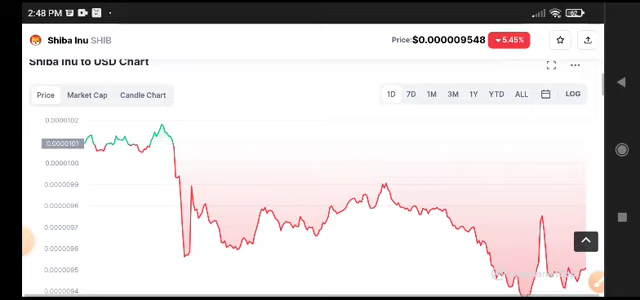 2:48 PM
62
Shiba Inu SHIB
Price: $0.000009548 5.45%
Shiba Inu to USD Chart
Price Market Cap Candle Chart
1D 7D 1M 3M 1Y YTD ALL LOG
0.0000102
0.0000101
0.0000100
0.0000099
0.0000098
0.0000097
0.0000096
0.0000095
0.0000094